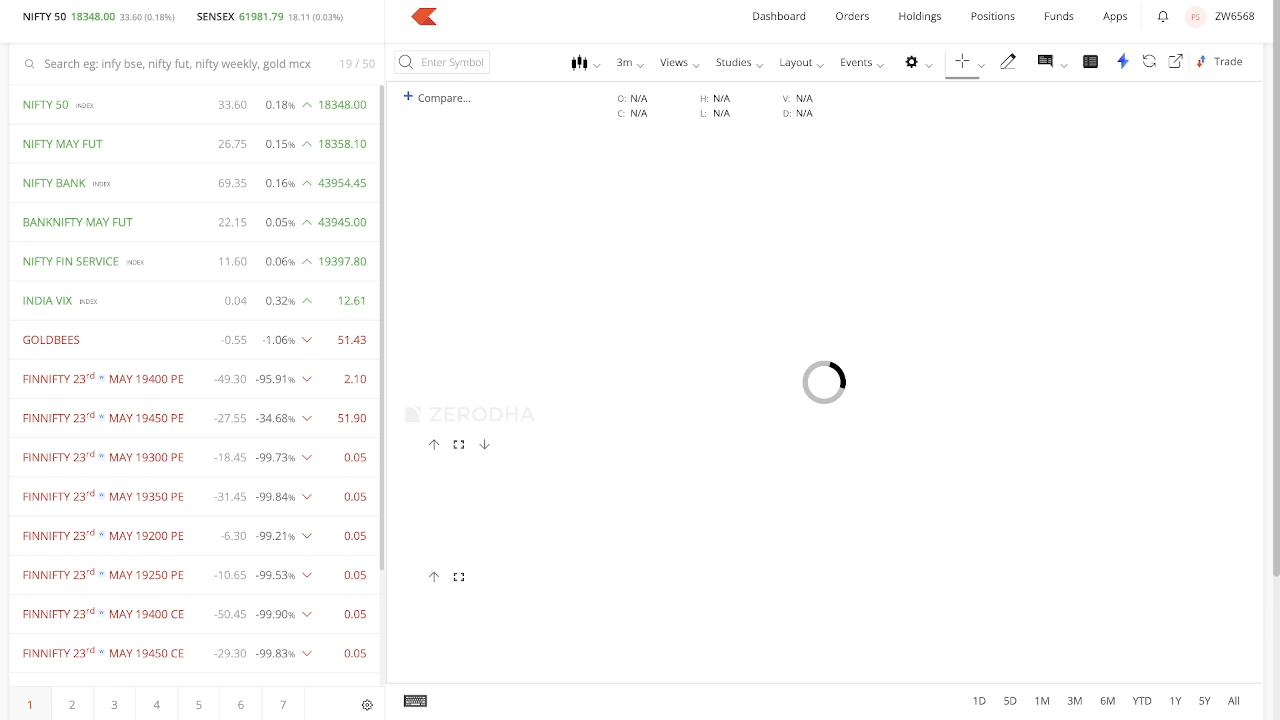 NIFTY 50 18348.00 33.60 (0.18%) SENSEX 61981.79 18.11 (0.03%)
Dashboard Orders Holdings Positions Funds Apps PS ZW6568
Search eg: infy bse, nifty fut, nifty weekly, gold mcx 19 / 50
Enter Symbol 3m Views Studies Layout Events Trade
NIFTY 50 INDEX 33.60 0.18% 18348.00
NIFTY MAY FUT 26.75 0.15% 18358.10
NIFTY BANK INDEX 69.35 0.16% 43954.45
BANKNIFTY MAY FUT 22.15 0.05% 43945.00
NIFTY FIN SERVICE INDEX 11.60 0.06% 19397.80
INDIA VIX INDEX 0.04 0.32% 12.61
GOLDBEES -0.55 -1.06% 51.43
FINNIFTY 23rd w MAY 19400 PE -49.30 -95.91% 2.10
FINNIFTY 23rd w MAY 19450 PE -27.55 -34.68% 51.90
FINNIFTY 23rd w MAY 19300 PE -18.45 -99.73% 0.05
FINNIFTY 23rd w MAY 19350 PE -31.45 -99.84% 0.05
FINNIFTY 23rd w MAY 19200 PE -6.30 -99.21% 0.05
FINNIFTY 23rd w MAY 19250 PE -10.65 -99.53% 0.05
FINNIFTY 23rd w MAY 19400 CE -50.45 -99.90% 0.05
FINNIFTY 23rd w MAY 19450 CE -29.30 -99.83% 0.05
1 2 3 4 5 6 7
+ Compare...
O: N/A H: N/A V: N/A
C: N/A L: N/A D: N/A
ZERODHA
1D 5D 1M 3M 6M YTD 1Y 5Y All